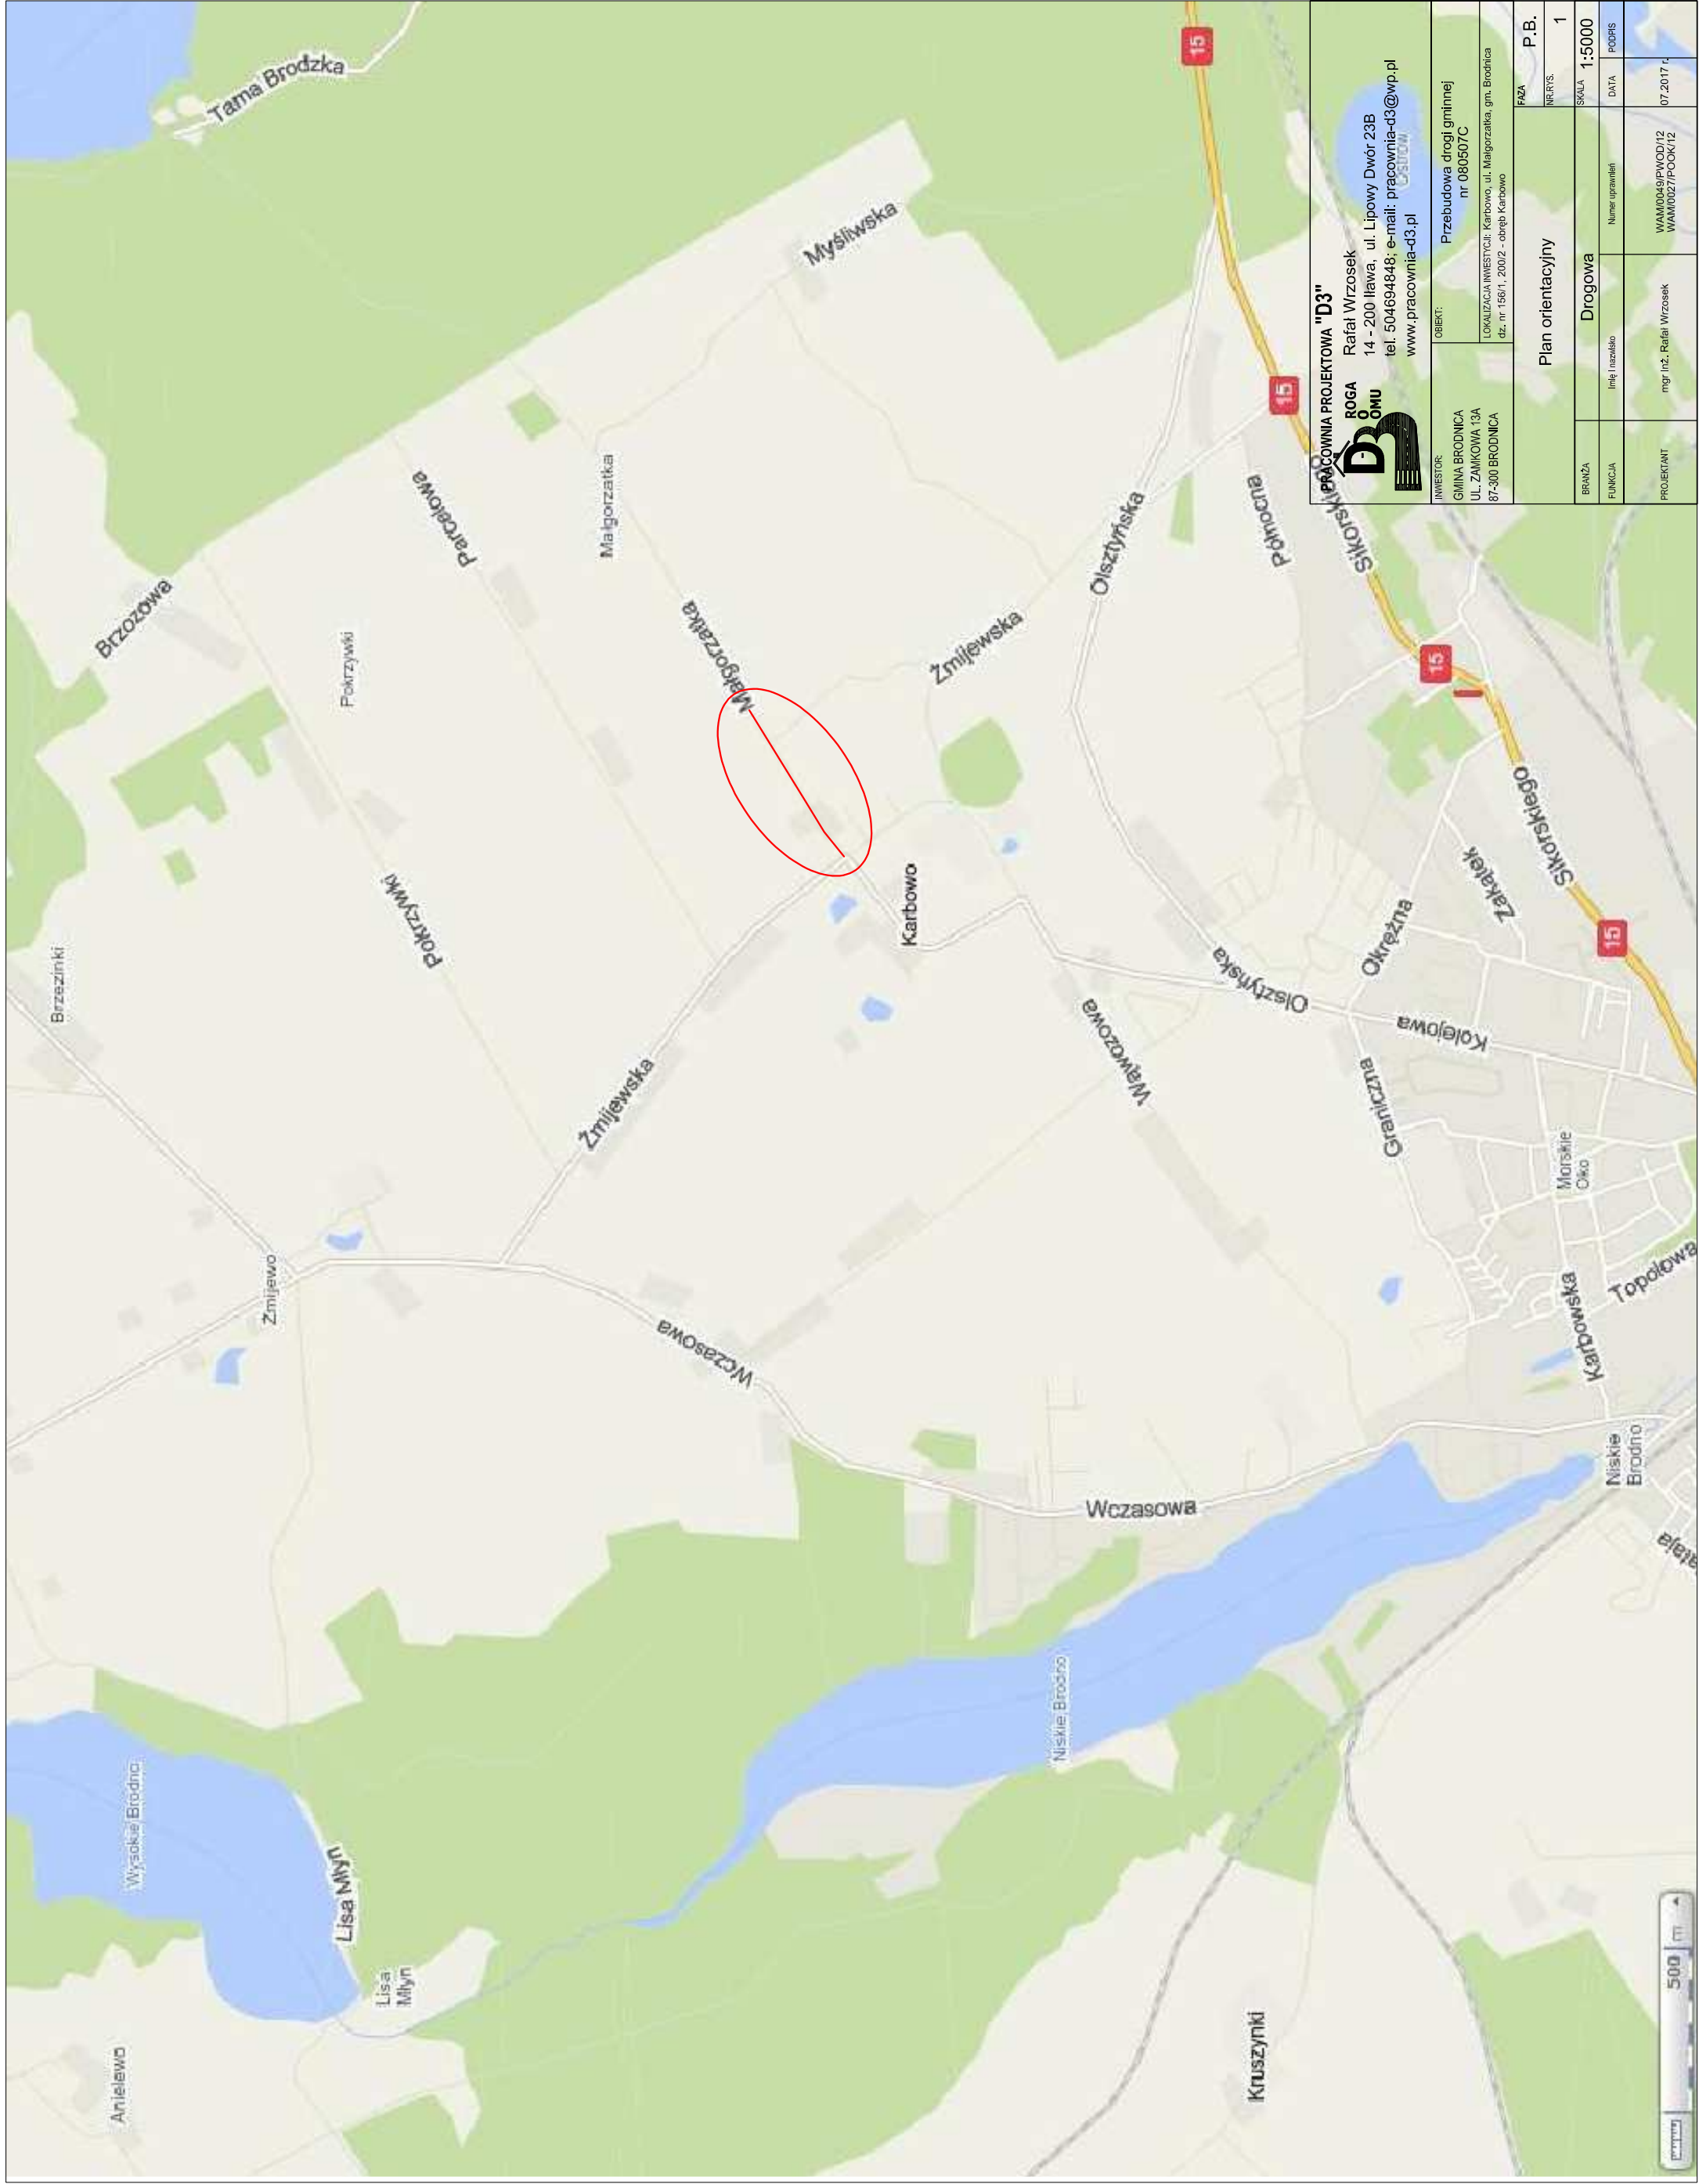 Anielewo
Wysokie Brodno
Lisa Młyn
Lisa
Młyn
Żmijewo
Brzezinki
Brzozowa
Tama Brodzka
Pokrzywki
Pokrzywki
Parcelowa
Małgorzatka
Małgorzatka
Myśliwska
Żmijewska
Żmijewska
Wczasowa
Wczasowa
Karbowo
Wąwozowa
Olsztyńska
Olsztyńska
Północna
Niskie Brodno
Kruszynki
Graniczna
Kolejowa
Okrężna
Zakątek
Sikorskiego
Sikorskiego
15
15
15
15
Morskie
Oko
Karbowska
Topolowa
Niskie
Brodno
500 m
PRACOWNIA PROJEKTOWA "D3"
DROGA
DO
DOMU
Rafał Wrzosek
14 - 200 Iława, ul. Lipowy Dwór 23B
tel. 504694848; e-mail: pracownia-d3@wp.pl
www.pracownia-d3.pl
INWESTOR:
GMINA BRODNICA
UL. ZAMKOWA 13A
87-300 BRODNICA
OBIEKT:
Przebudowa drogi gminnej
nr 080507C
LOKALIZACJA INWESTYCJI: Karbowo, ul. Małgorzatka, gm. Brodnica
dz. nr 156/1, 200/2 - obręb Karbowo
Plan orientacyjny
FAZA
P.B.
NR.RYS.
1
BRANŻA
Drogowa
SKALA
1:5000
FUNKCJA
Imię i nazwisko
Numer uprawnień
DATA
PODPIS
PROJEKTANT
mgr inż. Rafał Wrzosek
WAM/0049/PWOD/12
WAM/0027/POOK/12
07.2017 r.